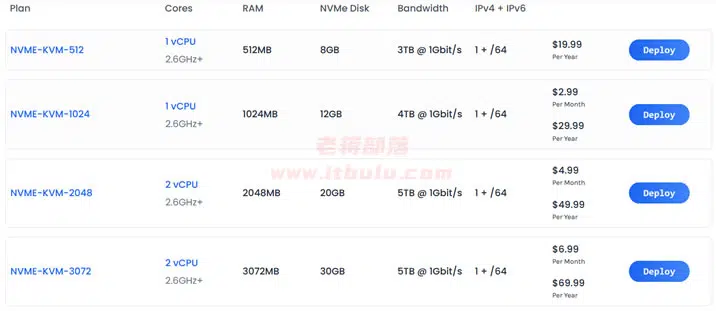 Plan Cores RAM NVMe Disk Bandwidth IPv4 + IPv6
NVME-KVM-512 1 vCPU 2.6GHz+ 512MB 8GB 3TB @ 1Gbit/s 1 + /64 $19.99 Per Year Deploy
NVME-KVM-1024 1 vCPU 2.6GHz+ 1024MB 12GB 4TB @ 1Gbit/s 1 + /64 $2.99 Per Month $29.99 Per Year Deploy
老蒋部落
www.itbulu.com
NVME-KVM-2048 2 vCPU 2.6GHz+ 2048MB 20GB 5TB @ 1Gbit/s 1 + /64 $4.99 Per Month $49.99 Per Year Deploy
NVME-KVM-3072 2 vCPU 2.6GHz+ 3072MB 30GB 5TB @ 1Gbit/s 1 + /64 $6.99 Per Month $69.99 Per Year Deploy